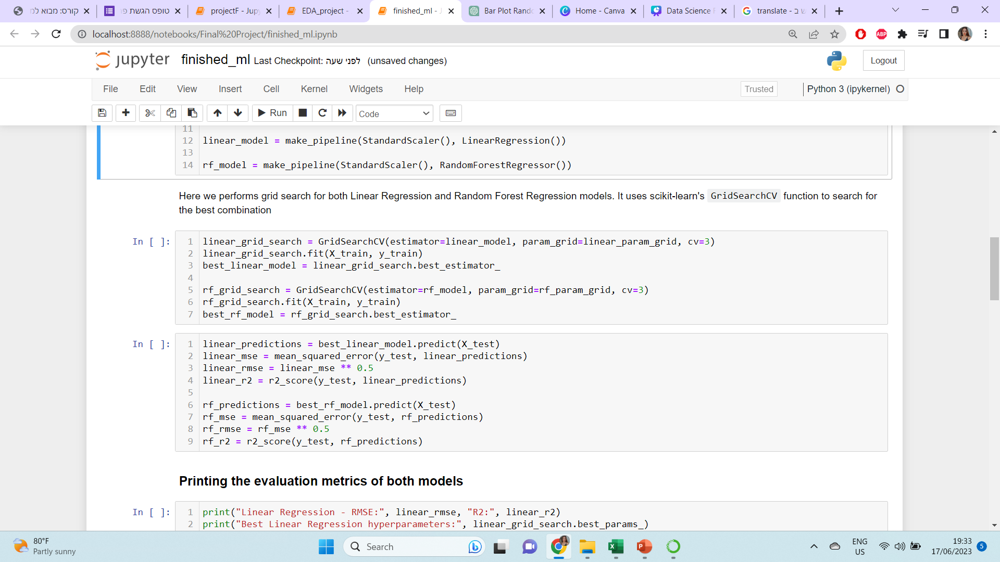 קורס: מבוא למ
טופס הגשת פר
projectF - Jupy
EDA_project -
finished_ml - J
Bar Plot Rando
Home - Canva
Data Science F
translate -
localhost:8888/notebooks/Final%20Project/finished_ml.ipynb
ABP
jupyter finished_ml Last Checkpoint: לפני שעה (unsaved changes)
Logout
File Edit View Insert Cell Kernel Widgets Help
Trusted
Python 3 (ipykernel)
Run
Code
11
12 linear_model = make_pipeline(StandardScaler(), LinearRegression())
13
14 rf_model = make_pipeline(StandardScaler(), RandomForestRegressor())
Here we performs grid search for both Linear Regression and Random Forest Regression models. It uses scikit-learn's GridSearchCV function to search for
the best combination
In [ ]:
1 linear_grid_search = GridSearchCV(estimator=linear_model, param_grid=linear_param_grid, cv=3)
2 linear_grid_search.fit(X_train, y_train)
3 best_linear_model = linear_grid_search.best_estimator_
4
5 rf_grid_search = GridSearchCV(estimator=rf_model, param_grid=rf_param_grid, cv=3)
6 rf_grid_search.fit(X_train, y_train)
7 best_rf_model = rf_grid_search.best_estimator_
In [ ]:
1 linear_predictions = best_linear_model.predict(X_test)
2 linear_mse = mean_squared_error(y_test, linear_predictions)
3 linear_rmse = linear_mse ** 0.5
4 linear_r2 = r2_score(y_test, linear_predictions)
5
6 rf_predictions = best_rf_model.predict(X_test)
7 rf_mse = mean_squared_error(y_test, rf_predictions)
8 rf_rmse = rf_mse ** 0.5
9 rf_r2 = r2_score(y_test, rf_predictions)
Printing the evaluation metrics of both models
In [ ]:
1 print("Linear Regression - RMSE:", linear_rmse, "R2:", linear_r2)
2 print("Best Linear Regression hyperparameters:", linear_grid_search.best_params_)
80°F
Partly sunny
Search
ENG
US
19:33
17/06/2023
5